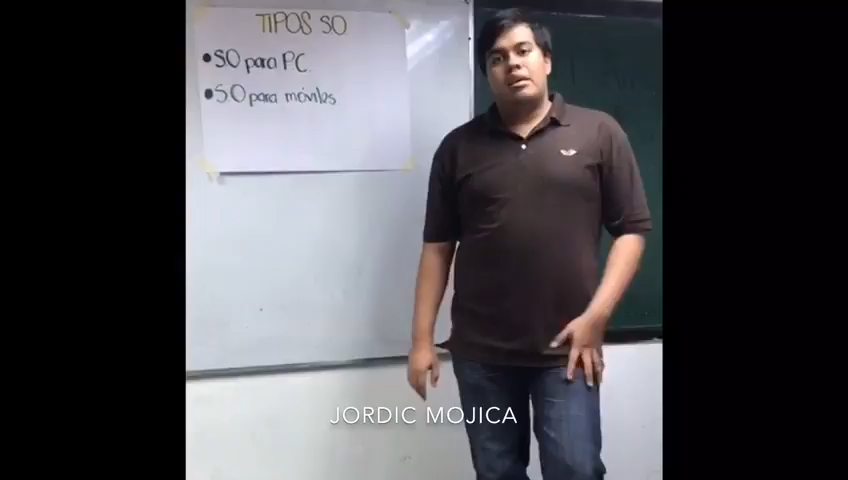 TIPOS SO
•SO para PC.
•SO para móviles
JORDIC MOJICA